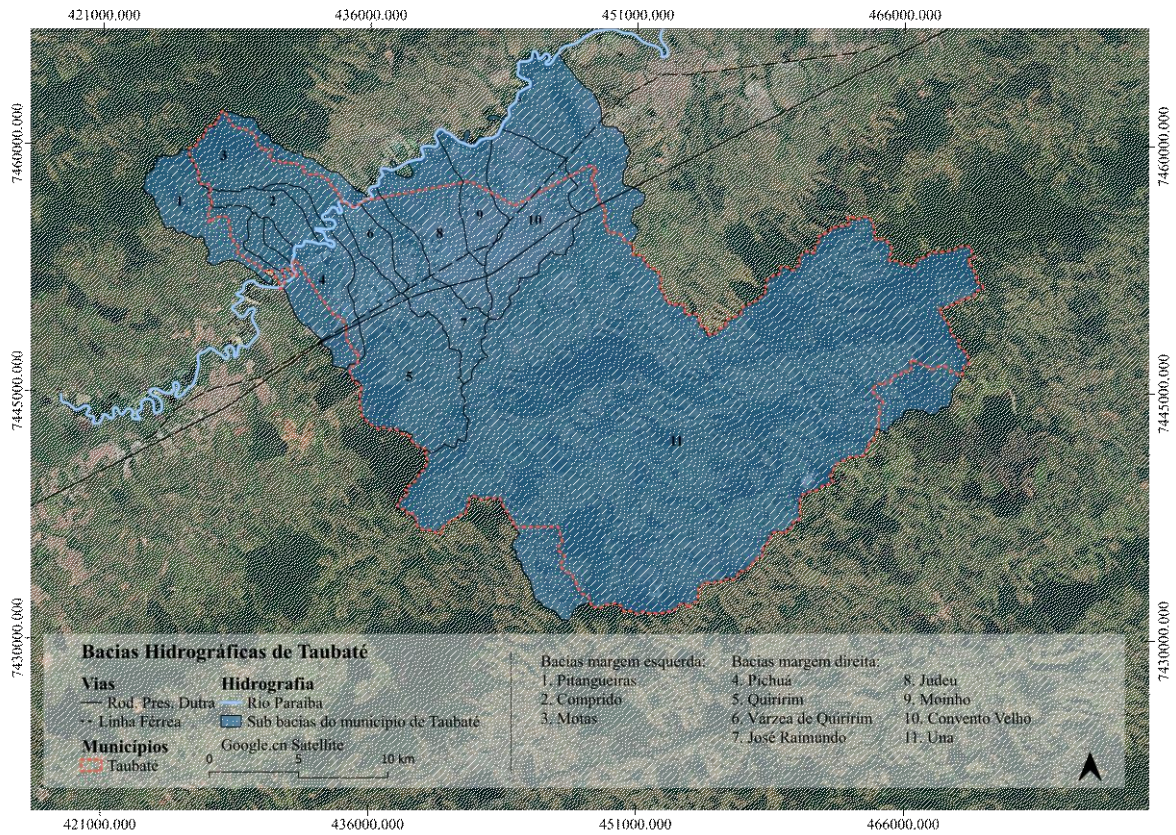 421000.000 436000.000 451000.000 466000.000
7460000.000 7460000.000
7445000.000 7445000.000
7430000.000 7430000.000
3
1
2
6
8
9
10
4
7
5
11
Bacias Hidrográficas de Taubaté
Vias
Rod. Pres. Dutra
Linha Férrea
Municípios
Taubaté
Hidrografia
Rio Paraíba
Sub bacias do município de Taubaté
Google.cn Satellite
0 5 10 km
Bacias margem esquerda:
1. Pitangueiras
2. Comprido
3. Motas
Bacias margem direita:
4. Pichua
5. Quiririm
6. Varzea de Quiririm
7. José Raimundo
8. Judeu
9. Moinho
10. Convento Velho
11. Una
421000.000 436000.000 451000.000 466000.000